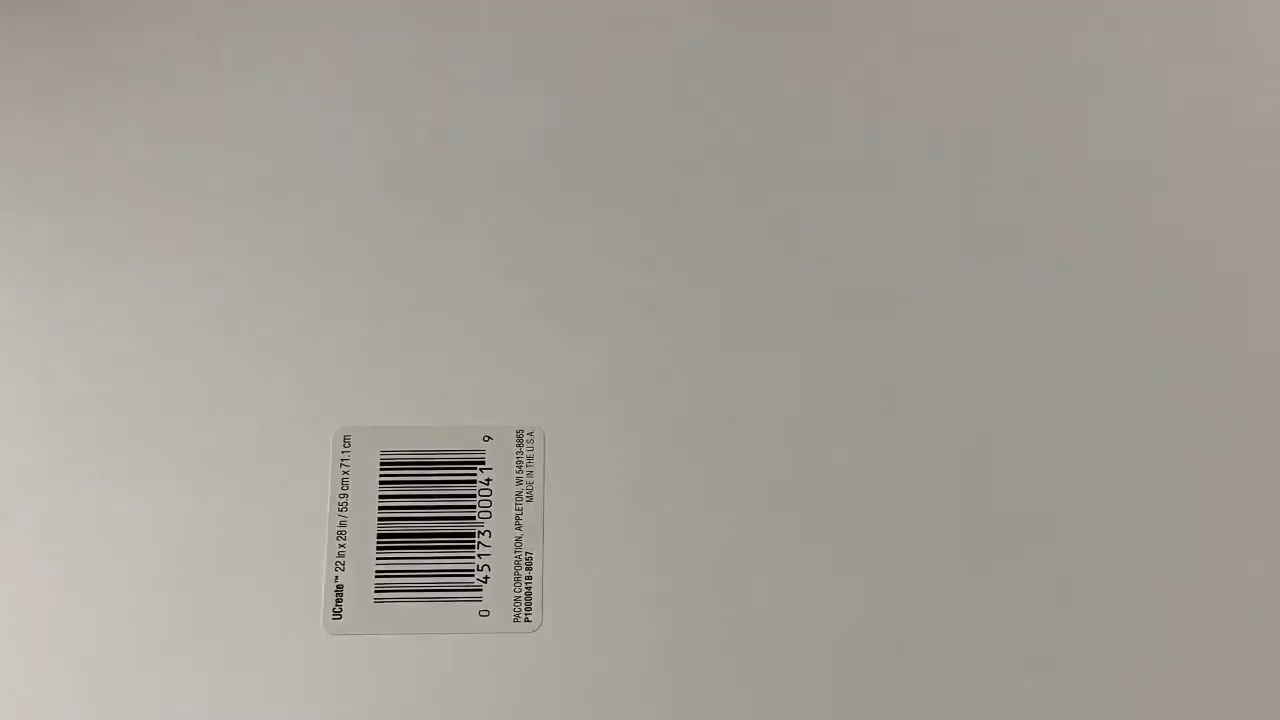 UCreate™ 22 in x 28 in / 55.9 cm x 71.1 cm
0 45173 00041 9
PACON CORPORATION, APPLETON, WI 54913-8865
P1000041B-8057 MADE IN THE U.S.A.